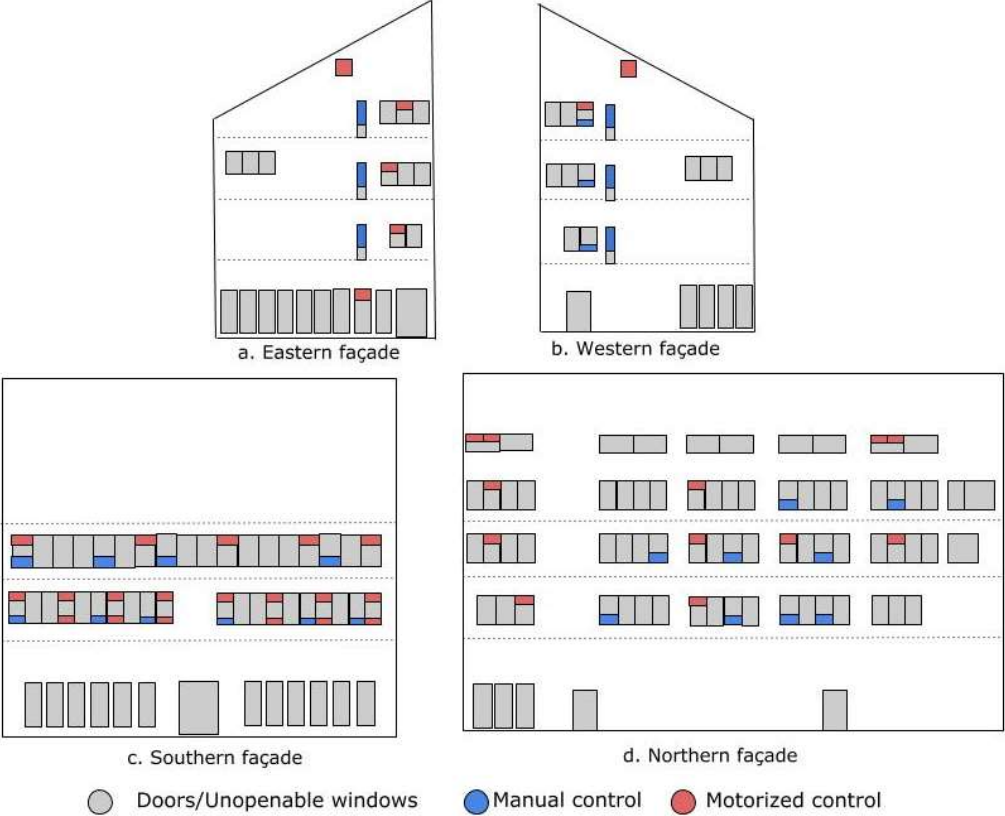 a. Eastern façade
b. Western façade
c. Southern façade
d. Northern façade
Doors/Unopenable windows
Manual control
Motorized control